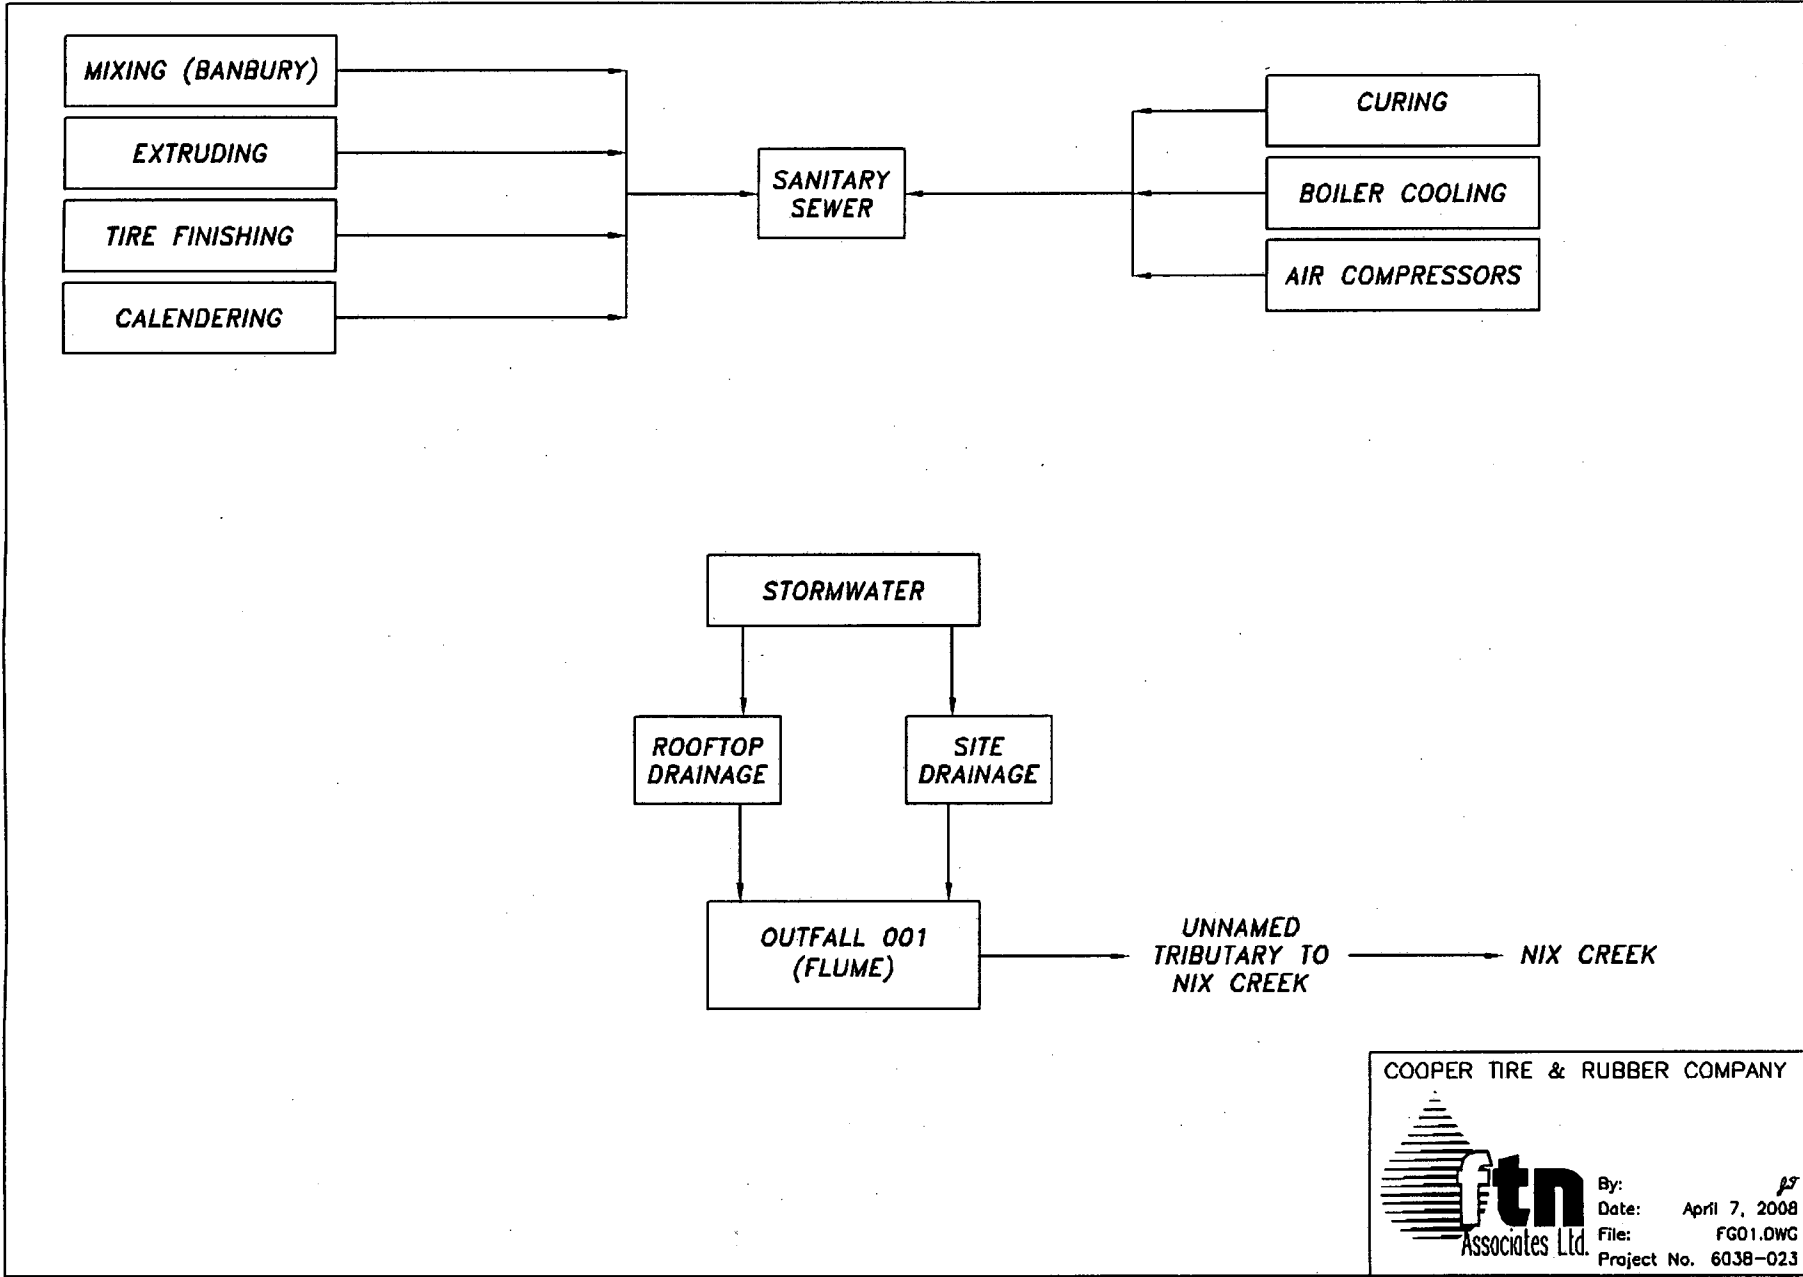 MIXING (BANBURY)
EXTRUDING
TIRE FINISHING
CALENDERING
SANITARY
SEWER
CURING
BOILER COOLING
AIR COMPRESSORS
STORMWATER
ROOFTOP
DRAINAGE
SITE
DRAINAGE
OUTFALL 001
(FLUME)
UNNAMED
TRIBUTARY TO
NIX CREEK
NIX CREEK
COOPER TIRE & RUBBER COMPANY
ftn
Associates Ltd.
By:
Date: April 7, 2008
File: FG01.DWG
Project No. 6038-023